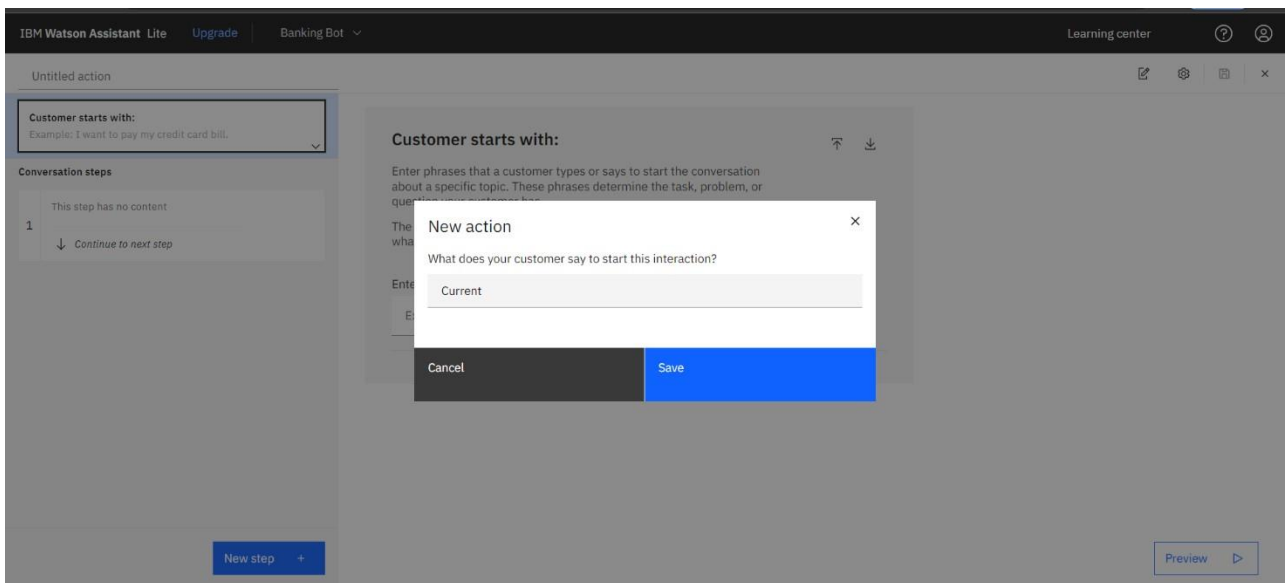 IBM Watson Assistant Lite Upgrade Banking Bot Learning center
Untitled action
Customer starts with:
Example: I want to pay my credit card bill.
Conversation steps
1
This step has no content
Continue to next step
New step +
Customer starts with:
Enter phrases that a customer types or says to start the conversation
about a specific topic. These phrases determine the task, problem, or
The
Ente
New action
What does your customer say to start this interaction?
Current
Cancel
Save
Preview